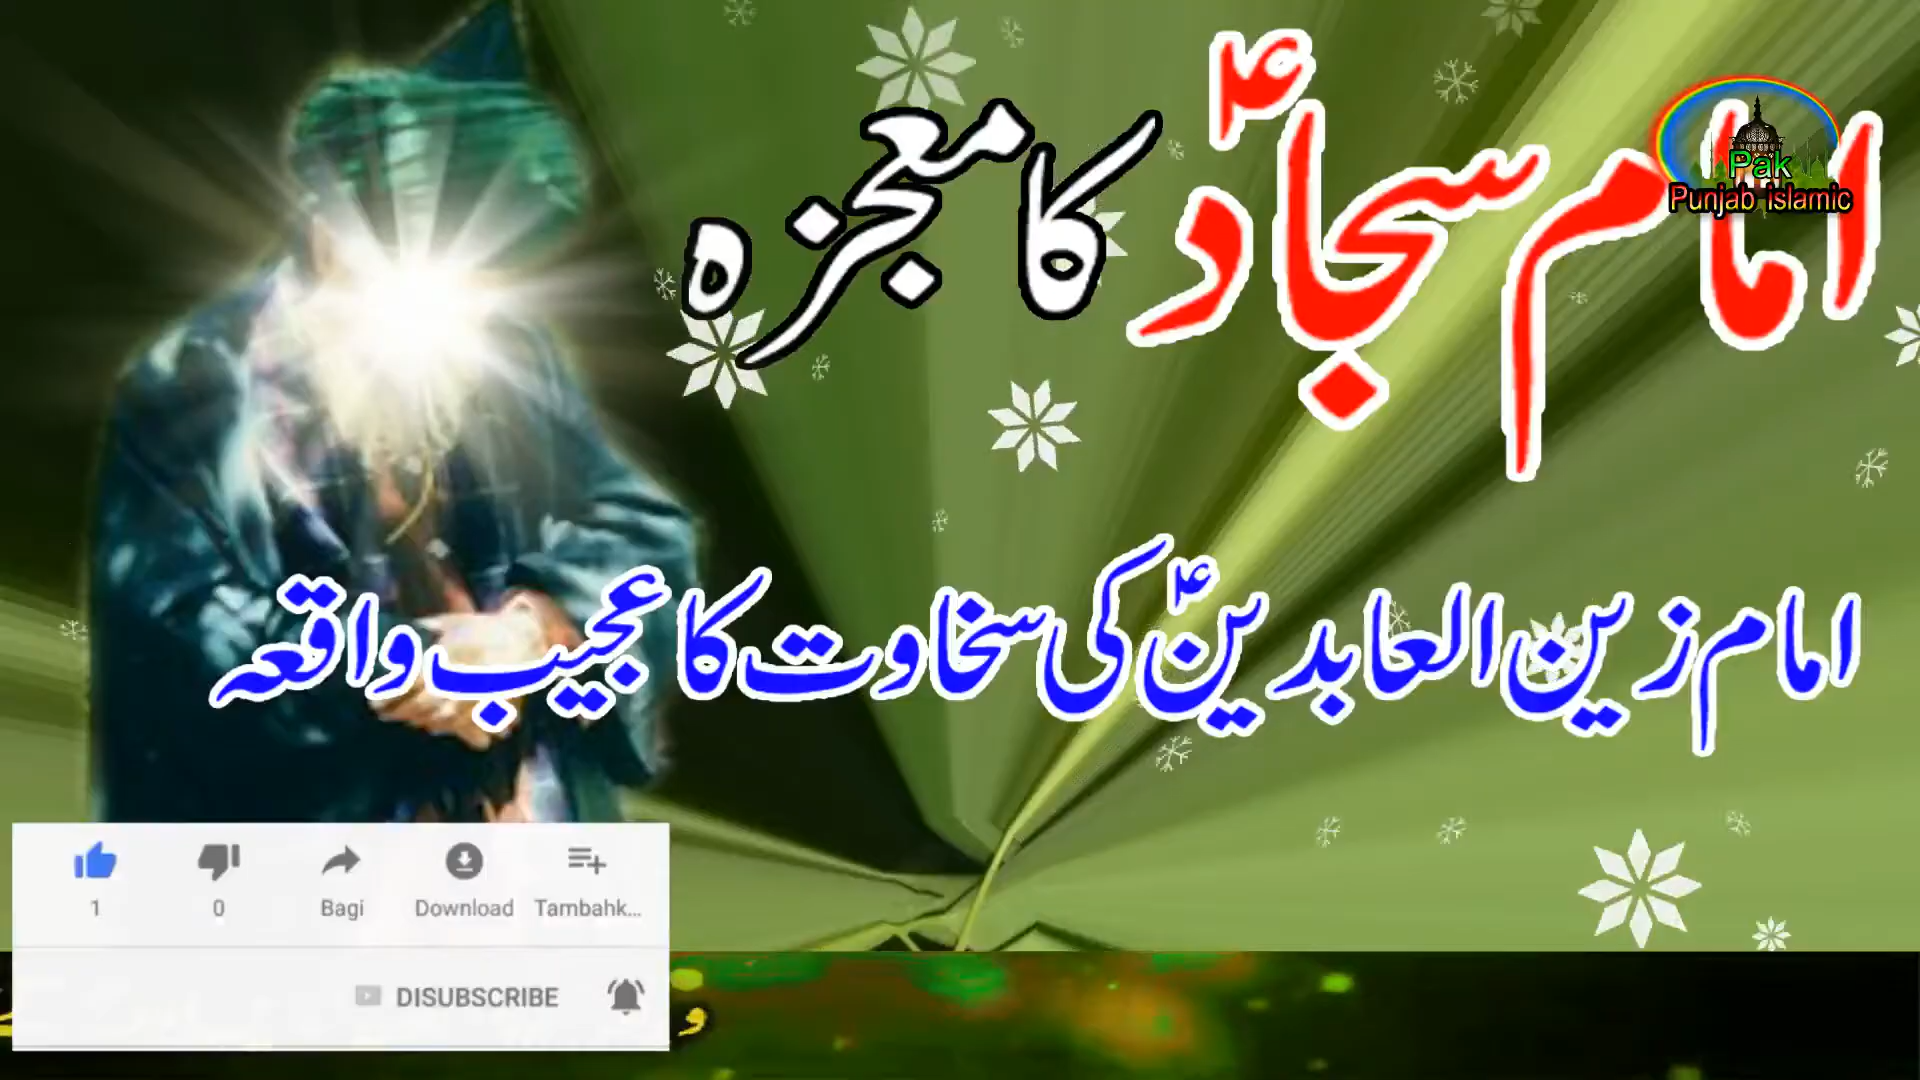 امام سجادؑ کا معجزہ
Pak
Punjab islamic
امام زین العابدینؑ کی سخاوت کا عجیب واقعہ
1
0
Bagi
Download
Tambahk...
DISUBSCRIBE